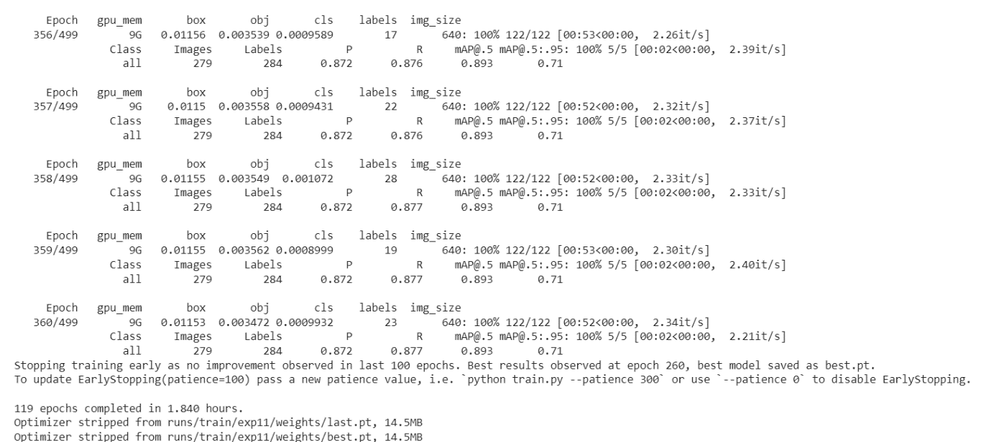 Epoch gpu_mem box obj cls labels img_size
356/499 9G 0.01156 0.003539 0.0009589 17 640: 100% 122/122 [00:53<00:00, 2.26it/s]
Class Images Labels P R mAP@.5 mAP@.5:.95: 100% 5/5 [00:02<00:00, 2.39it/s]
all 279 284 0.872 0.876 0.893 0.71
Epoch gpu_mem box obj cls labels img_size
357/499 9G 0.0115 0.003558 0.0009431 22 640: 100% 122/122 [00:52<00:00, 2.32it/s]
Class Images Labels P R mAP@.5 mAP@.5:.95: 100% 5/5 [00:02<00:00, 2.37it/s]
all 279 284 0.872 0.876 0.893 0.71
Epoch gpu_mem box obj cls labels img_size
358/499 9G 0.01155 0.003549 0.001072 28 640: 100% 122/122 [00:52<00:00, 2.33it/s]
Class Images Labels P R mAP@.5 mAP@.5:.95: 100% 5/5 [00:02<00:00, 2.33it/s]
all 279 284 0.872 0.877 0.893 0.71
Epoch gpu_mem box obj cls labels img_size
359/499 9G 0.01155 0.003562 0.0008999 19 640: 100% 122/122 [00:53<00:00, 2.30it/s]
Class Images Labels P R mAP@.5 mAP@.5:.95: 100% 5/5 [00:02<00:00, 2.40it/s]
all 279 284 0.872 0.877 0.893 0.71
Epoch gpu_mem box obj cls labels img_size
360/499 9G 0.01153 0.003472 0.0009932 23 640: 100% 122/122 [00:52<00:00, 2.34it/s]
Class Images Labels P R mAP@.5 mAP@.5:.95: 100% 5/5 [00:02<00:00, 2.21it/s]
all 279 284 0.872 0.877 0.893 0.71
Stopping training early as no improvement observed in last 100 epochs. Best results observed at epoch 260, best model saved as best.pt.
To update EarlyStopping(patience=100) pass a new patience value, i.e. `python train.py --patience 300` or use `--patience 0` to disable EarlyStopping.
119 epochs completed in 1.840 hours.
Optimizer stripped from runs/train/exp11/weights/last.pt, 14.5MB
Optimizer stripped from runs/train/exp11/weights/best.pt, 14.5MB